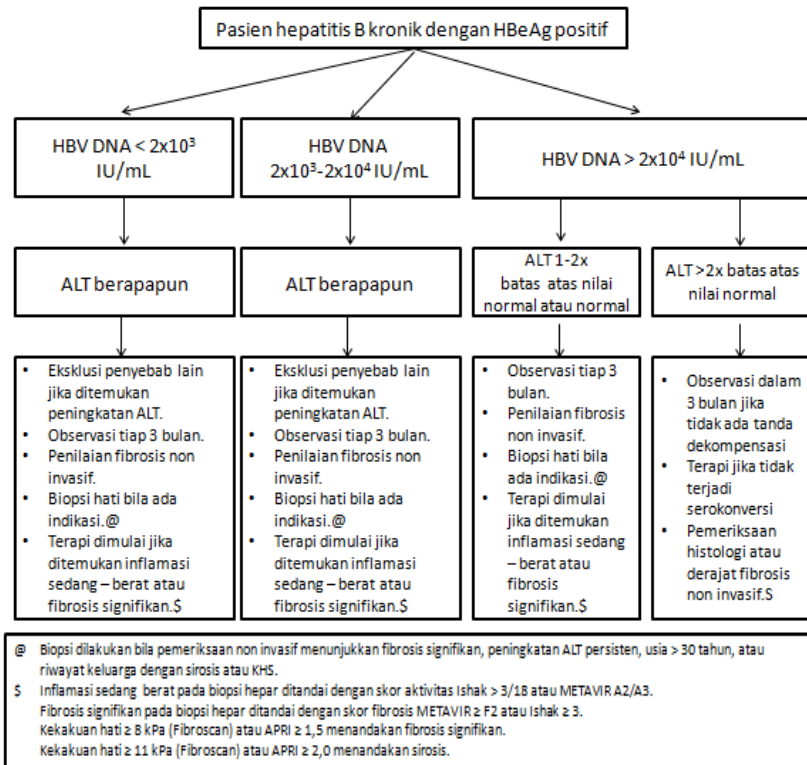 Pasien hepatitis B kronik dengan HBeAg positif
HBV DNA < 2x10³
IU/mL
HBV DNA
2x10³-2x10⁴ IU/mL
HBV DNA > 2x10⁴ IU/mL
ALT berapapun
ALT berapapun
ALT 1-2x
batas atas nilai
normal atau normal
ALT >2x batas atas
nilai normal
• Eksklusi penyebab lain
jika ditemukan
peningkatan ALT.
• Observasi tiap 3 bulan.
• Penilaian fibrosis non
invasif.
• Biopsi hati bila ada
indikasi.@
• Terapi dimulai jika
ditemukan inflamasi
sedang – berat atau
fibrosis signifikan.$
• Eksklusi penyebab lain
jika ditemukan
peningkatan ALT.
• Observasi tiap 3 bulan.
• Penilaian fibrosis non
invasif.
• Biopsi hati bila ada
indikasi.@
• Terapi dimulai jika
ditemukan inflamasi
sedang – berat atau
fibrosis signifikan.$
• Observasi tiap 3
bulan.
• Penilaian fibrosis
non invasif.
• Biopsi hati bila
ada indikasi.@
• Terapi dimulai
jika ditemukan
inflamasi sedang
– berat atau
fibrosis
signifikan.$
• Observasi dalam
3 bulan jika
tidak ada tanda
dekompensasi
• Terapi jika tidak
terjadi
serokonversi
• Pemeriksaan
histologi atau
derajat fibrosis
non invasif.S
@ Biopsi dilakukan bila pemeriksaan non invasif menunjukkan fibrosis signifikan, peningkatan ALT persisten, usia > 30 tahun, atau
riwayat keluarga dengan sirosis atau KHS.
$ Inflamasi sedang berat pada biopsi hepar ditandai dengan skor aktivitas Ishak > 3/18 atau METAVIR A2/A3.
Fibrosis signifikan pada biopsi hepar ditandai dengan skor fibrosis METAVIR ≥ F2 atau Ishak ≥ 3.
Kekakuan hati ≥ 8 kPa (Fibroscan) atau APRI ≥ 1,5 menandakan fibrosis signifikan.
Kekakuan hati ≥ 11 kPa (Fibroscan) atau APRI ≥ 2,0 menandakan sirosis.